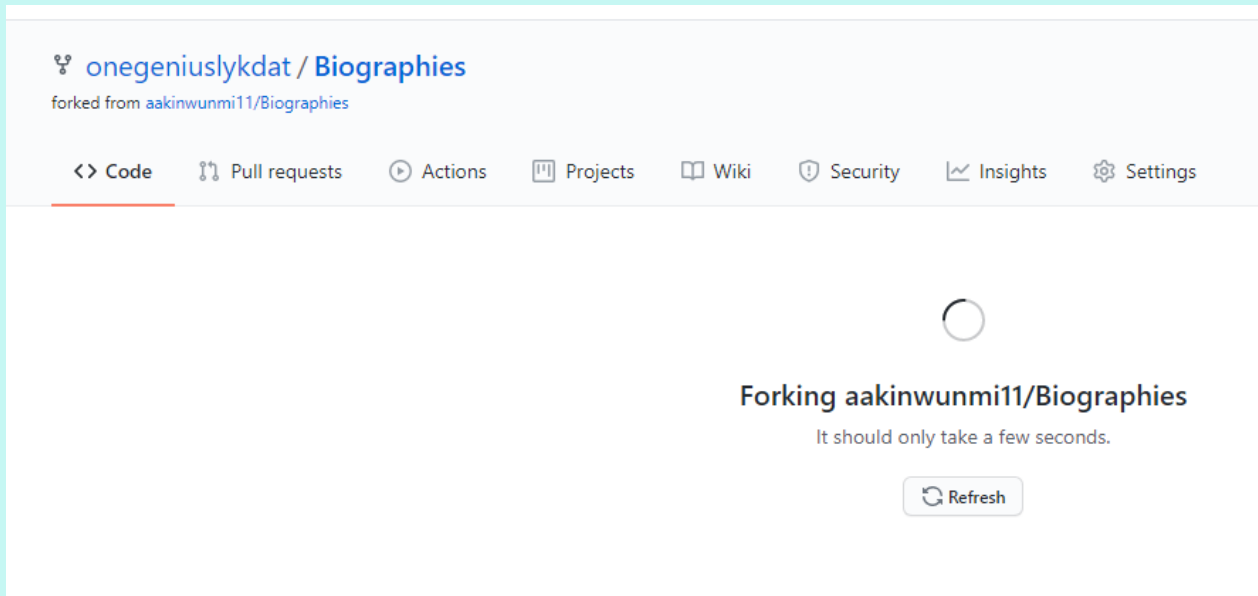 onegeniuslykdat / Biographies
forked from aakinwunmi11/Biographies
<> Code Pull requests Actions Projects Wiki Security Insights Settings
Forking aakinwunmi11/Biographies
It should only take a few seconds.
Refresh